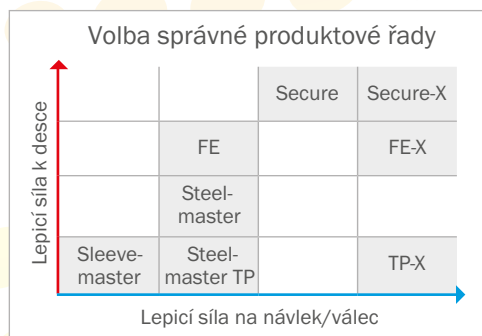 Volba správné produktové řady
Lepicí síla k desce
Secure
Secure-X
FE
FE-X
Steel-
master
Sleeve-
master
Steel-
master TP
TP-X
Lepicí síla na návlek/válec